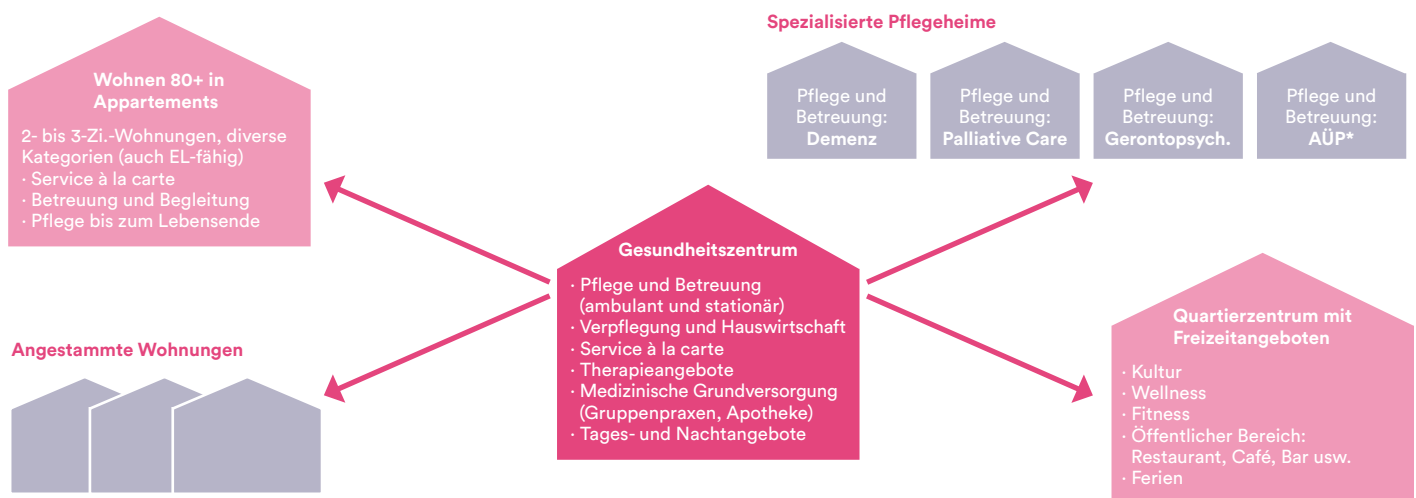 Spezialisierte Pflegeheime
Wohnen 80+ in
Appartements
2- bis 3-Zi.-Wohnungen, diverse
Kategorien (auch EL-fähig)
· Service à la carte
· Betreuung und Begleitung
· Pflege bis zum Lebensende
Pflege und
Betreuung:
Demenz
Pflege und
Betreuung:
Palliative Care
Pflege und
Betreuung:
Gerontopsych.
Pflege und
Betreuung:
AÜP*
Gesundheitszentrum
· Pflege und Betreuung
(ambulant und stationär)
· Verpflegung und Hauswirtschaft
· Service à la carte
· Therapieangebote
· Medizinische Grundversorgung
(Gruppenpraxen, Apotheke)
· Tages- und Nachtangebote
Angestammte Wohnungen
Quartierzentrum mit
Freizeitangeboten
· Kultur
· Wellness
· Fitness
· Öffentlicher Bereich:
Restaurant, Café, Bar usw.
· Ferien